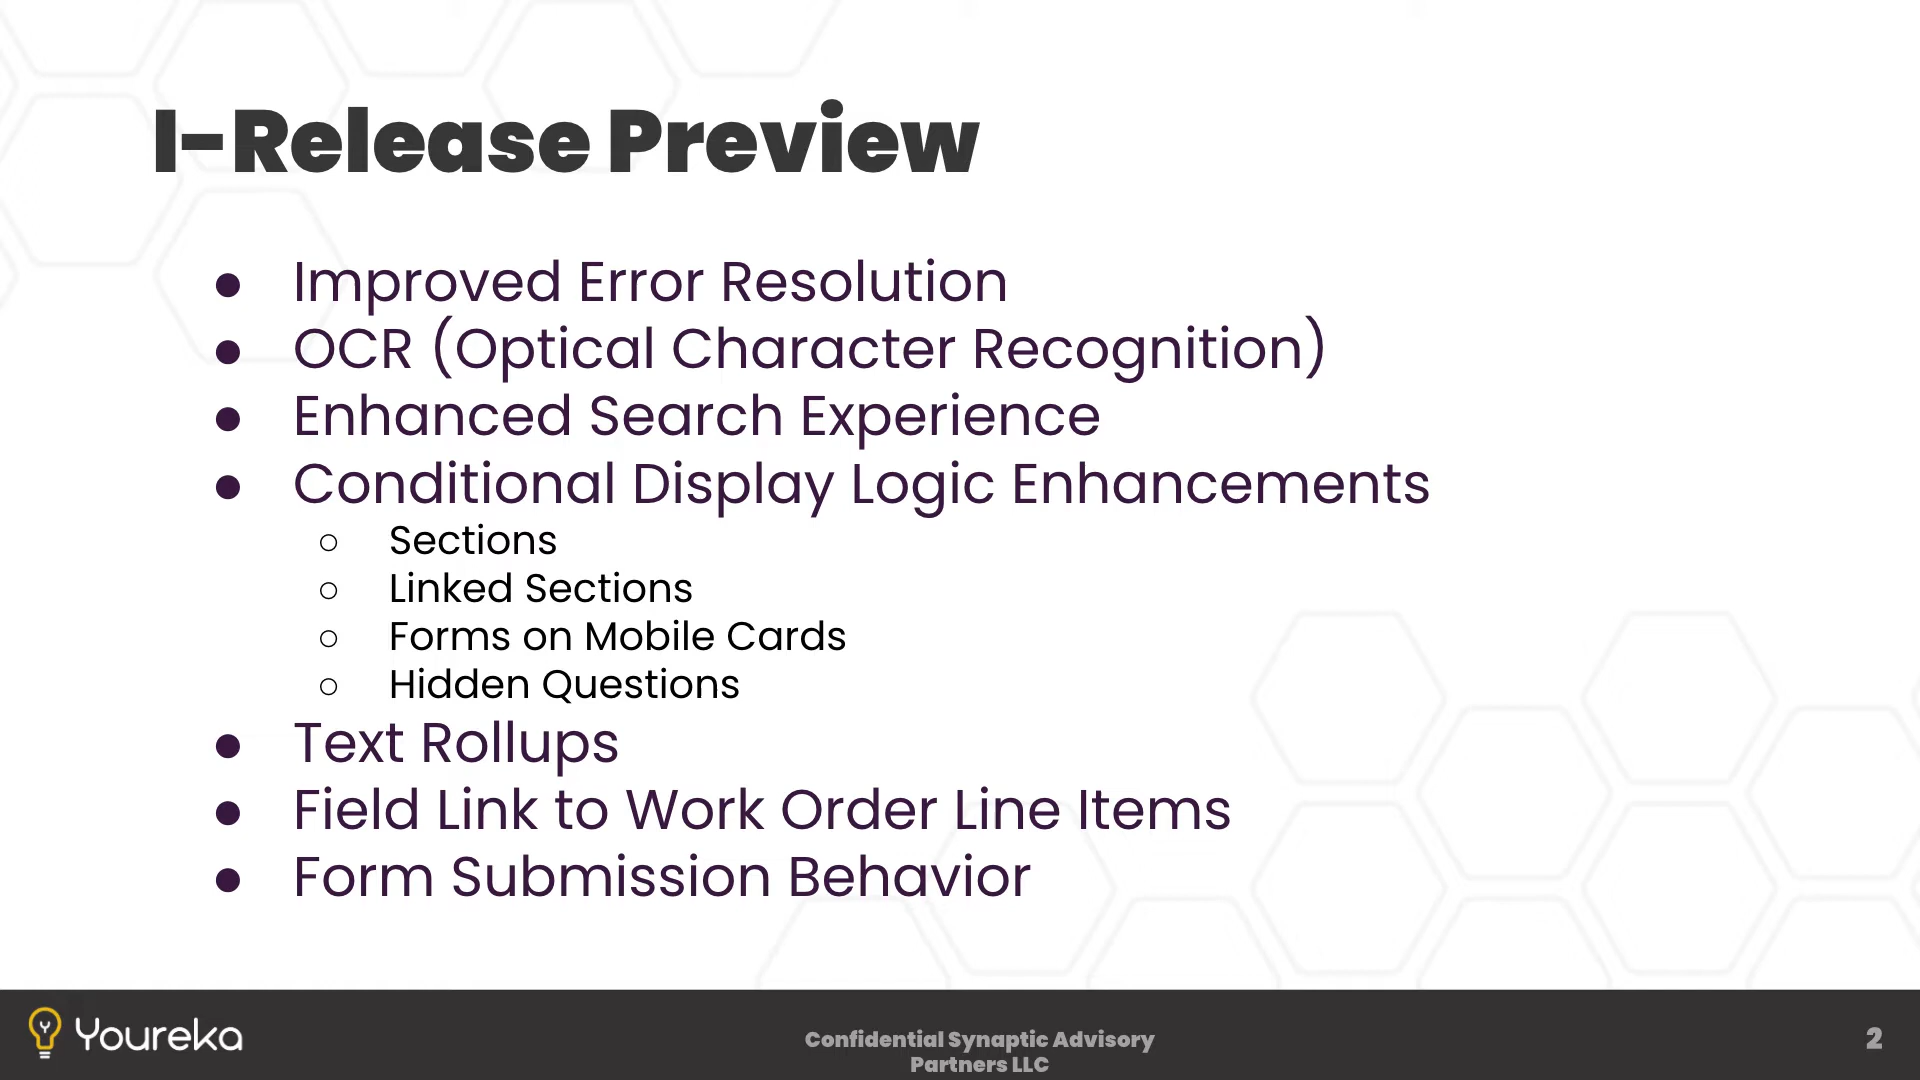 I-Release Preview
● Improved Error Resolution
● OCR (Optical Character Recognition)
● Enhanced Search Experience
● Conditional Display Logic Enhancements
○ Sections
○ Linked Sections
○ Forms on Mobile Cards
○ Hidden Questions
● Text Rollups
● Field Link to Work Order Line Items
● Form Submission Behavior
Youreka
Confidential Synaptic Advisory
Partners LLC
2